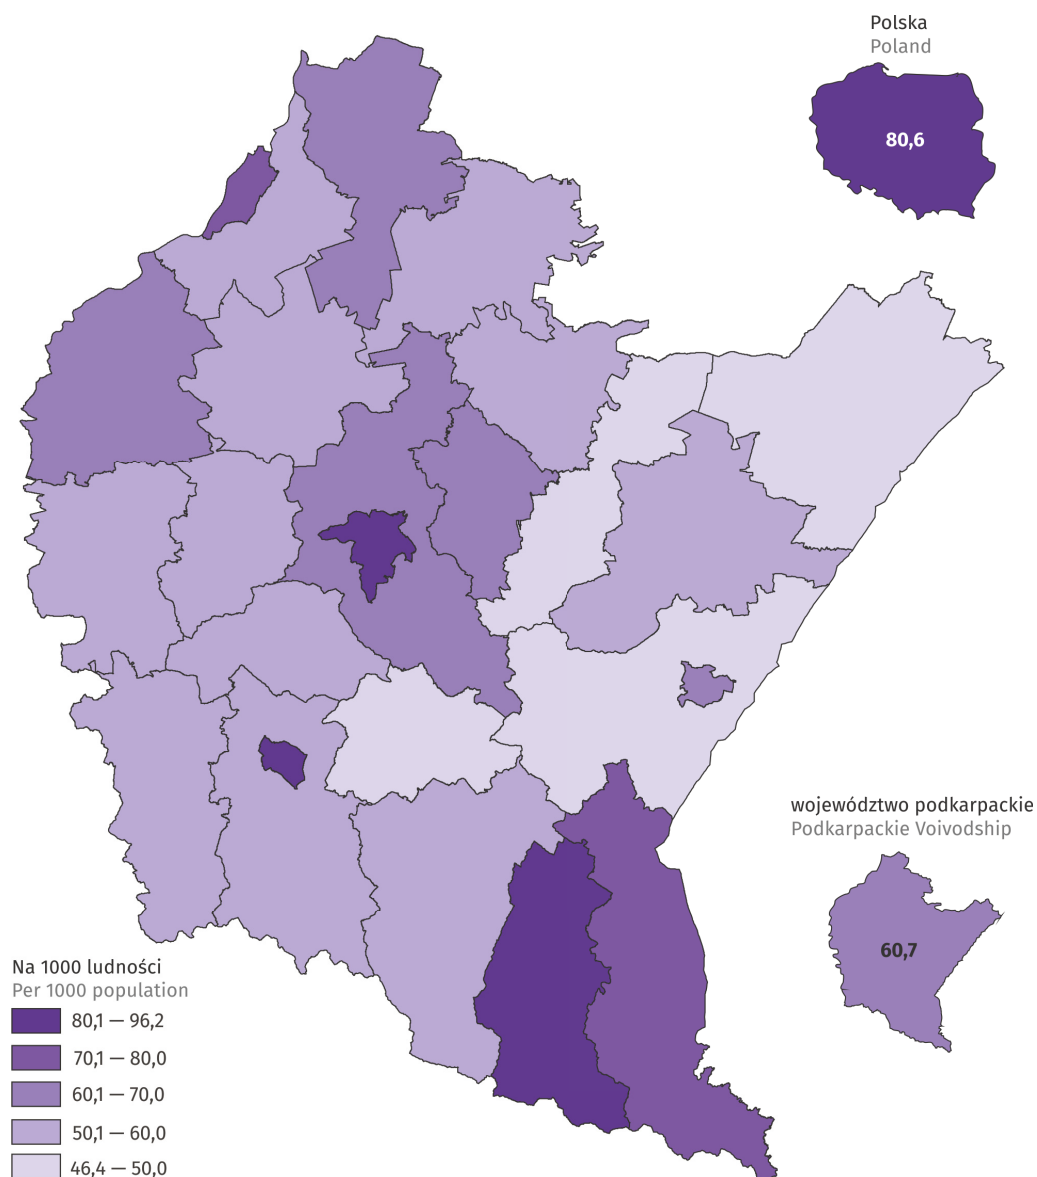 Polska
Poland
80,6
województwo podkarpackie
Podkarpackie Voivodship
60,7
Na 1000 ludności
Per 1000 population
80,1 — 96,2
70,1 — 80,0
60,1 — 70,0
50,1 — 60,0
46,4 — 50,0